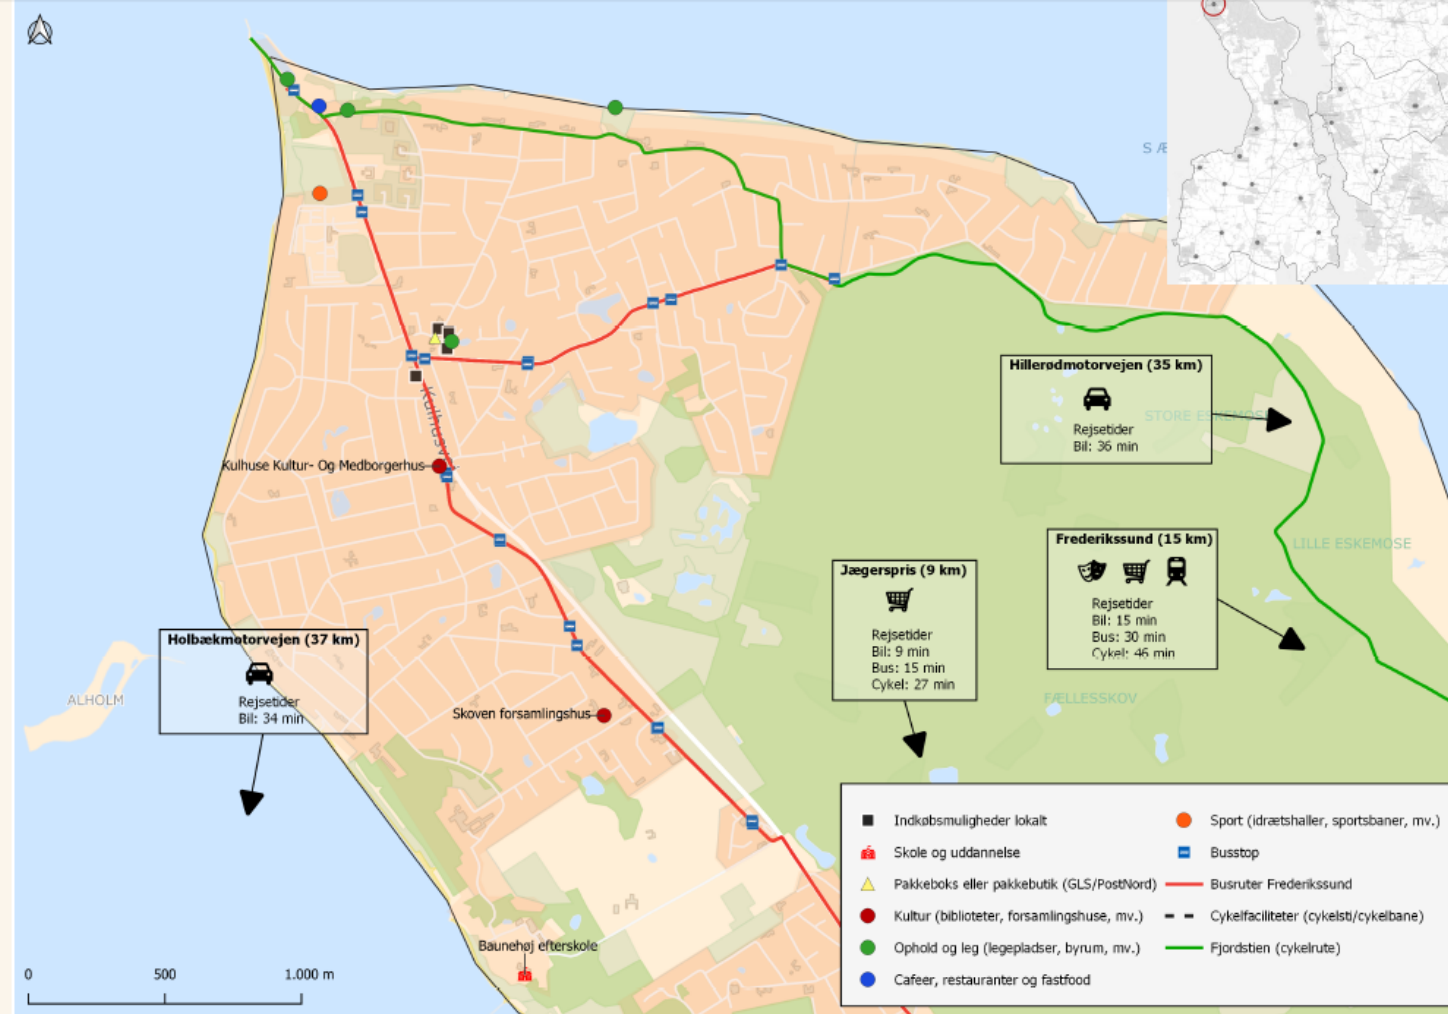 S Æ
Hillerødmotorvejen (35 km)
STORE ESKEMOSE
Rejsetider
Bil: 36 min
Kulhuse Kultur- Og Medborgerhus
Frederikssund (15 km)
Rejsetider
Bil: 15 min
Bus: 30 min
Cykel: 46 min
LILLE ESKEMOSE
Jægerspris (9 km)
Rejsetider
Bil: 9 min
Bus: 15 min
Cykel: 27 min
Holbækmotorvejen (37 km)
Rejsetider
Bil: 34 min
ALHOLM
FÆLLESSKOV
Skoven forsamlingshus
Baunehøj efterskole
0 500 1.000 m
Indkøbsmuligheder lokalt
Skole og uddannelse
Pakkeboks eller pakkebutik (GLS/PostNord)
Kultur (biblioteter, forsamlingshuse, mv.)
Ophold og leg (legepladser, byrum, mv.)
Cafeer, restauranter og fastfood
Sport (idrætshaller, sportsbaner, mv.)
Busstop
Busruter Frederikssund
Cykelfaciliteter (cykelsti/cykelbane)
Fjordstien (cykelrute)